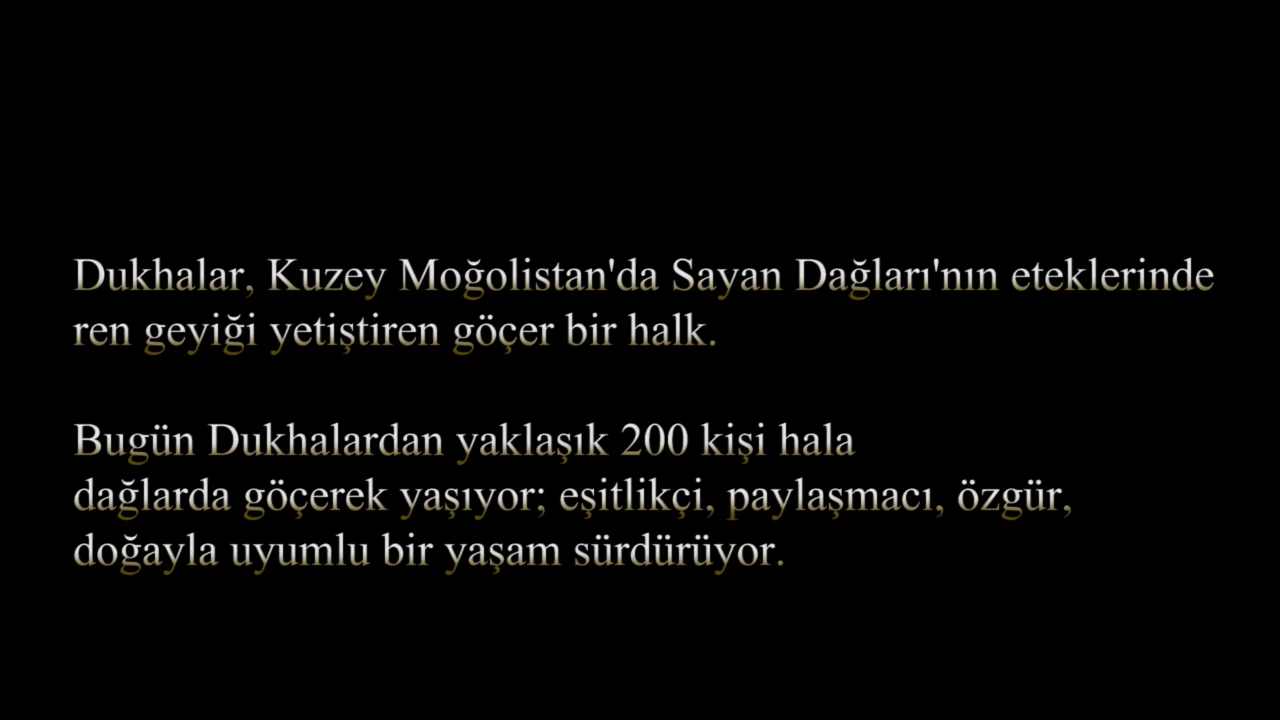 Dukhalar, Kuzey Moğolistan'da Sayan Dağları'nın eteklerinde
ren geyiği yetiştiren göçer bir halk.
Bugün Dukhalardan yaklaşık 200 kişi hala
dağlarda göçerek yaşıyor; eşitlikçi, paylaşmacı, özgür,
doğayla uyumlu bir yaşam sürdürüyor.